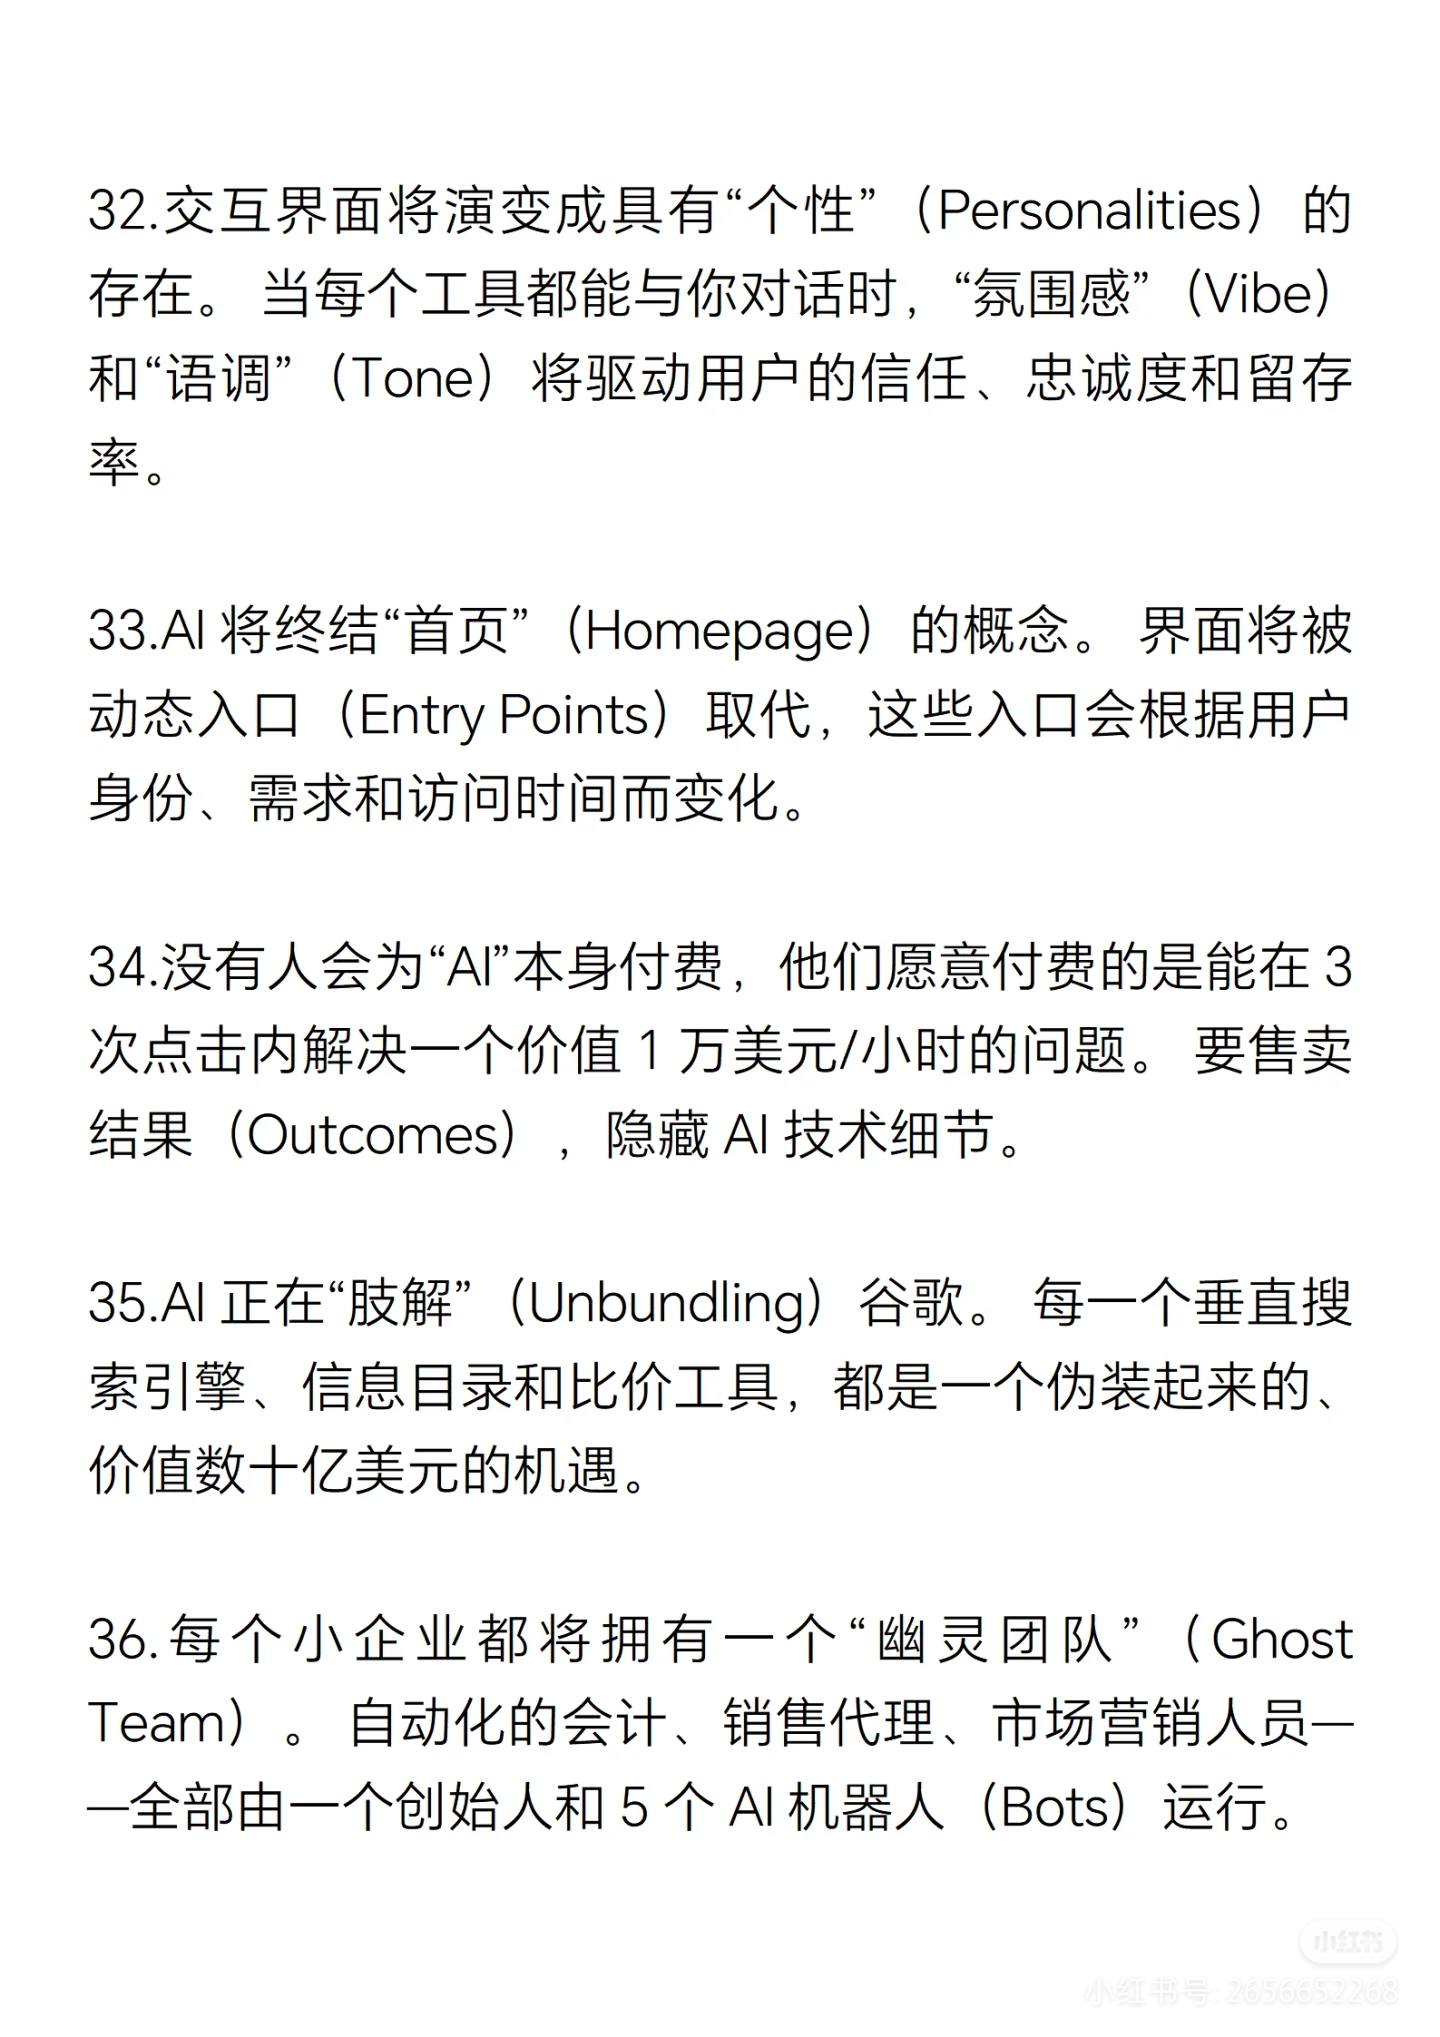 32.交互界面将演变成具有“个性”（Personalities）的
存在。 当每个工具都能与你对话时，“氛围感”（Vibe）
和“语调”（Tone）将驱动用户的信任、忠诚度和留存
率。
33.AI 将终结“首页”（Homepage）的概念。 界面将被
动态入口（Entry Points）取代，这些入口会根据用户
身份、需求和访问时间而变化。
34.没有人会为“AI”本身付费，他们愿意付费的是能在 3
次点击内解决一个价值 1 万美元/小时的问题。 要售卖
结果（Outcomes），隐藏 AI 技术细节。
35.AI 正在“肢解”（Unbundling）谷歌。 每一个垂直搜
索引擎、信息目录和比价工具，都是一个伪装起来的、
价值数十亿美元的机遇。
36.每个小企业都将拥有一个“幽灵团队”（Ghost
Team）。 自动化的会计、销售代理、市场营销人员—
—全部由一个创始人和 5 个 AI 机器人（Bots）运行。
小红书
小红书号: 2656652268